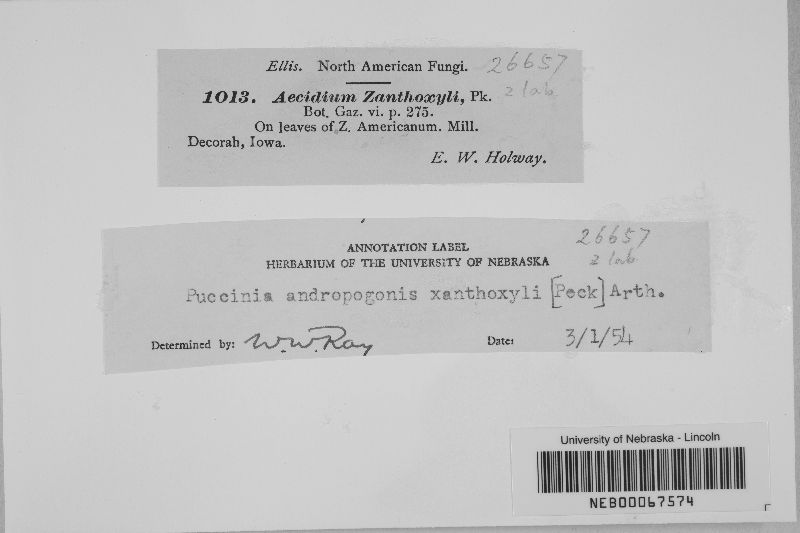 Ellis. North American Fungi. 26657
1013. Aecidium Zanthoxyli, Pk. 2 lab
Bot. Gaz. vi. p. 275.
On leaves of Z. Americanum. Mill.
Decorah, Iowa.
E. W. Holway.
ANNOTATION LABEL 26657
HERBARIUM OF THE UNIVERSITY OF NEBRASKA 2 lab
Puccinia andropogonis xanthoxyli [Peck] Arth.
Determined by: W.W. Ray Date: 3/1/54
University of Nebraska - Lincoln
NEB00067574